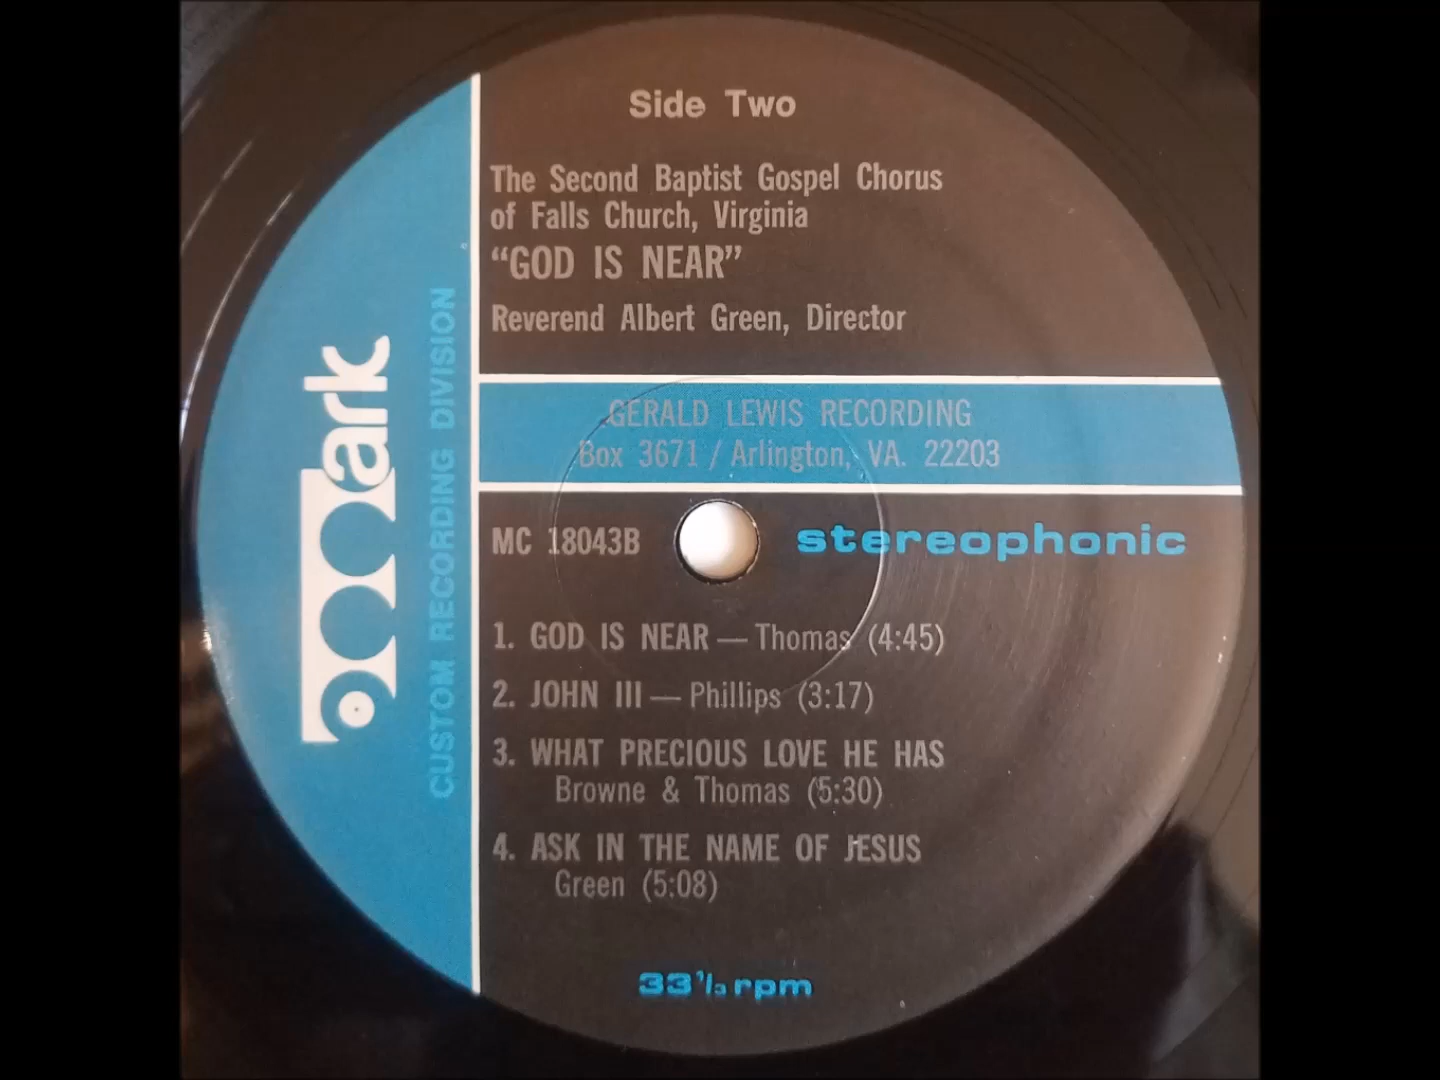 Side Two
The Second Baptist Gospel Chorus
of Falls Church, Virginia
“GOD IS NEAR”
Reverend Albert Green, Director
GERALD LEWIS RECORDING
Box 3671 / Arlington, VA. 22203
mark
CUSTOM RECORDING DIVISION
MC 18043B
stereophonic
1. GOD IS NEAR — Thomas (4:45)
2. JOHN III — Phillips (3:17)
3. WHAT PRECIOUS LOVE HE HAS
Browne & Thomas (5:30)
4. ASK IN THE NAME OF JESUS
Green (5:08)
33⅓ rpm